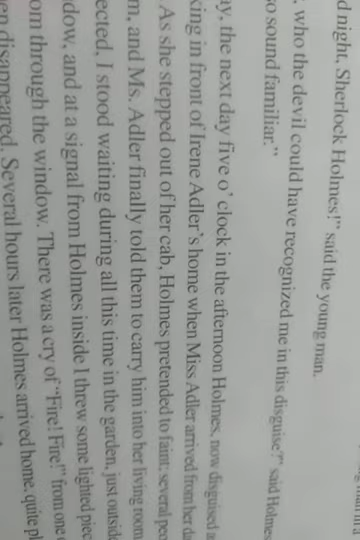 d night, Sherlock Holmes!" said the young man.
, who the devil could have recognized me in this disguise?" said Holmes
so sound familiar."
ay, the next day five o' clock in the afternoon Holmes, now disguised a
king in front of Irene Adler's home when Miss Adler arrived from her da
As she stepped out of her cab, Holmes pretended to faint; several peo
m, and Ms. Adler finally told them to carry him into her living room
ected, I stood waiting during all this time in the garden, just outside
dow, and at a signal from Holmes inside I threw some lighted piec
om through the window. There was a cry of "Fire! Fire!" from one
en disappeared. Several hours later Holmes arrived home, quite pl